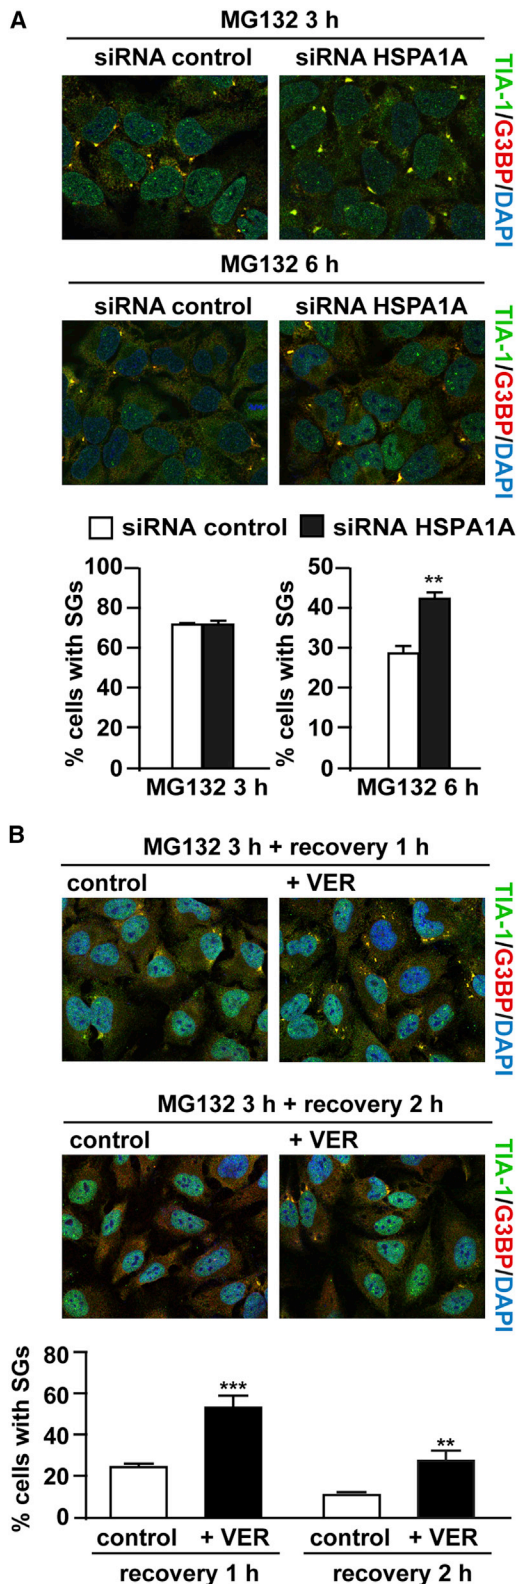 A
MG132 3 h
siRNA control siRNA HSPA1A
TIA-1/G3BP/DAPI
MG132 6 h
siRNA control siRNA HSPA1A
TIA-1/G3BP/DAPI
siRNA control siRNA HSPA1A
% cells with SGs
100
80
60
40
20
0
MG132 3 h
% cells with SGs
50
40
30
20
10
0
**
MG132 6 h
B
MG132 3 h + recovery 1 h
control + VER
TIA-1/G3BP/DAPI
MG132 3 h + recovery 2 h
control + VER
TIA-1/G3BP/DAPI
% cells with SGs
80
60
40
20
0
***
**
control + VER control + VER
recovery 1 h recovery 2 h